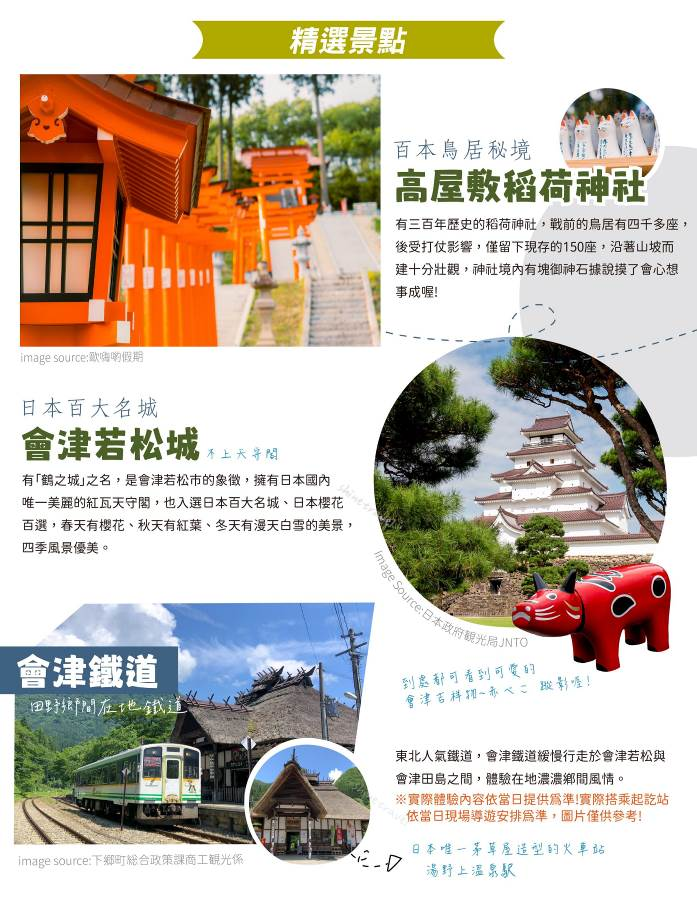 精選景點
百本鳥居秘境
高屋敷稻荷神社
有三百年歷史的稻荷神社，戰前的鳥居有四千多座，
後受打仗影響，僅留下現存的150座，沿著山坡而
建十分壯觀，神社境內有塊御神石據說摸了會心想
事成喔!
image source:歐嗨喲假期
日本百大名城
會津若松城 不上天守閣
有「鶴之城」之名，是會津若松市的象徵，擁有日本國內
唯一美麗的紅瓦天守閣，也入選日本百大名城、日本櫻花
百選，春天有櫻花、秋天有紅葉、冬天有漫天白雪的美景，
四季風景優美。
Image Source:日本政府観光局JNTO
到處都可看到可愛的
會津吉祥物~赤べこ 蹤影喔!
會津鐵道
田野鄉間在地鐵道
東北人氣鐵道，會津鐵道緩慢行走於會津若松與
會津田島之間，體驗在地濃濃鄉間風情。
※實際體驗內容依當日提供為準!實際搭乘起訖站
依當日現場導遊安排為準，圖片僅供參考!
image source:下郷町総合政策課商工観光係
日本唯一茅草屋造型的火車站
湯野上溫泉駅